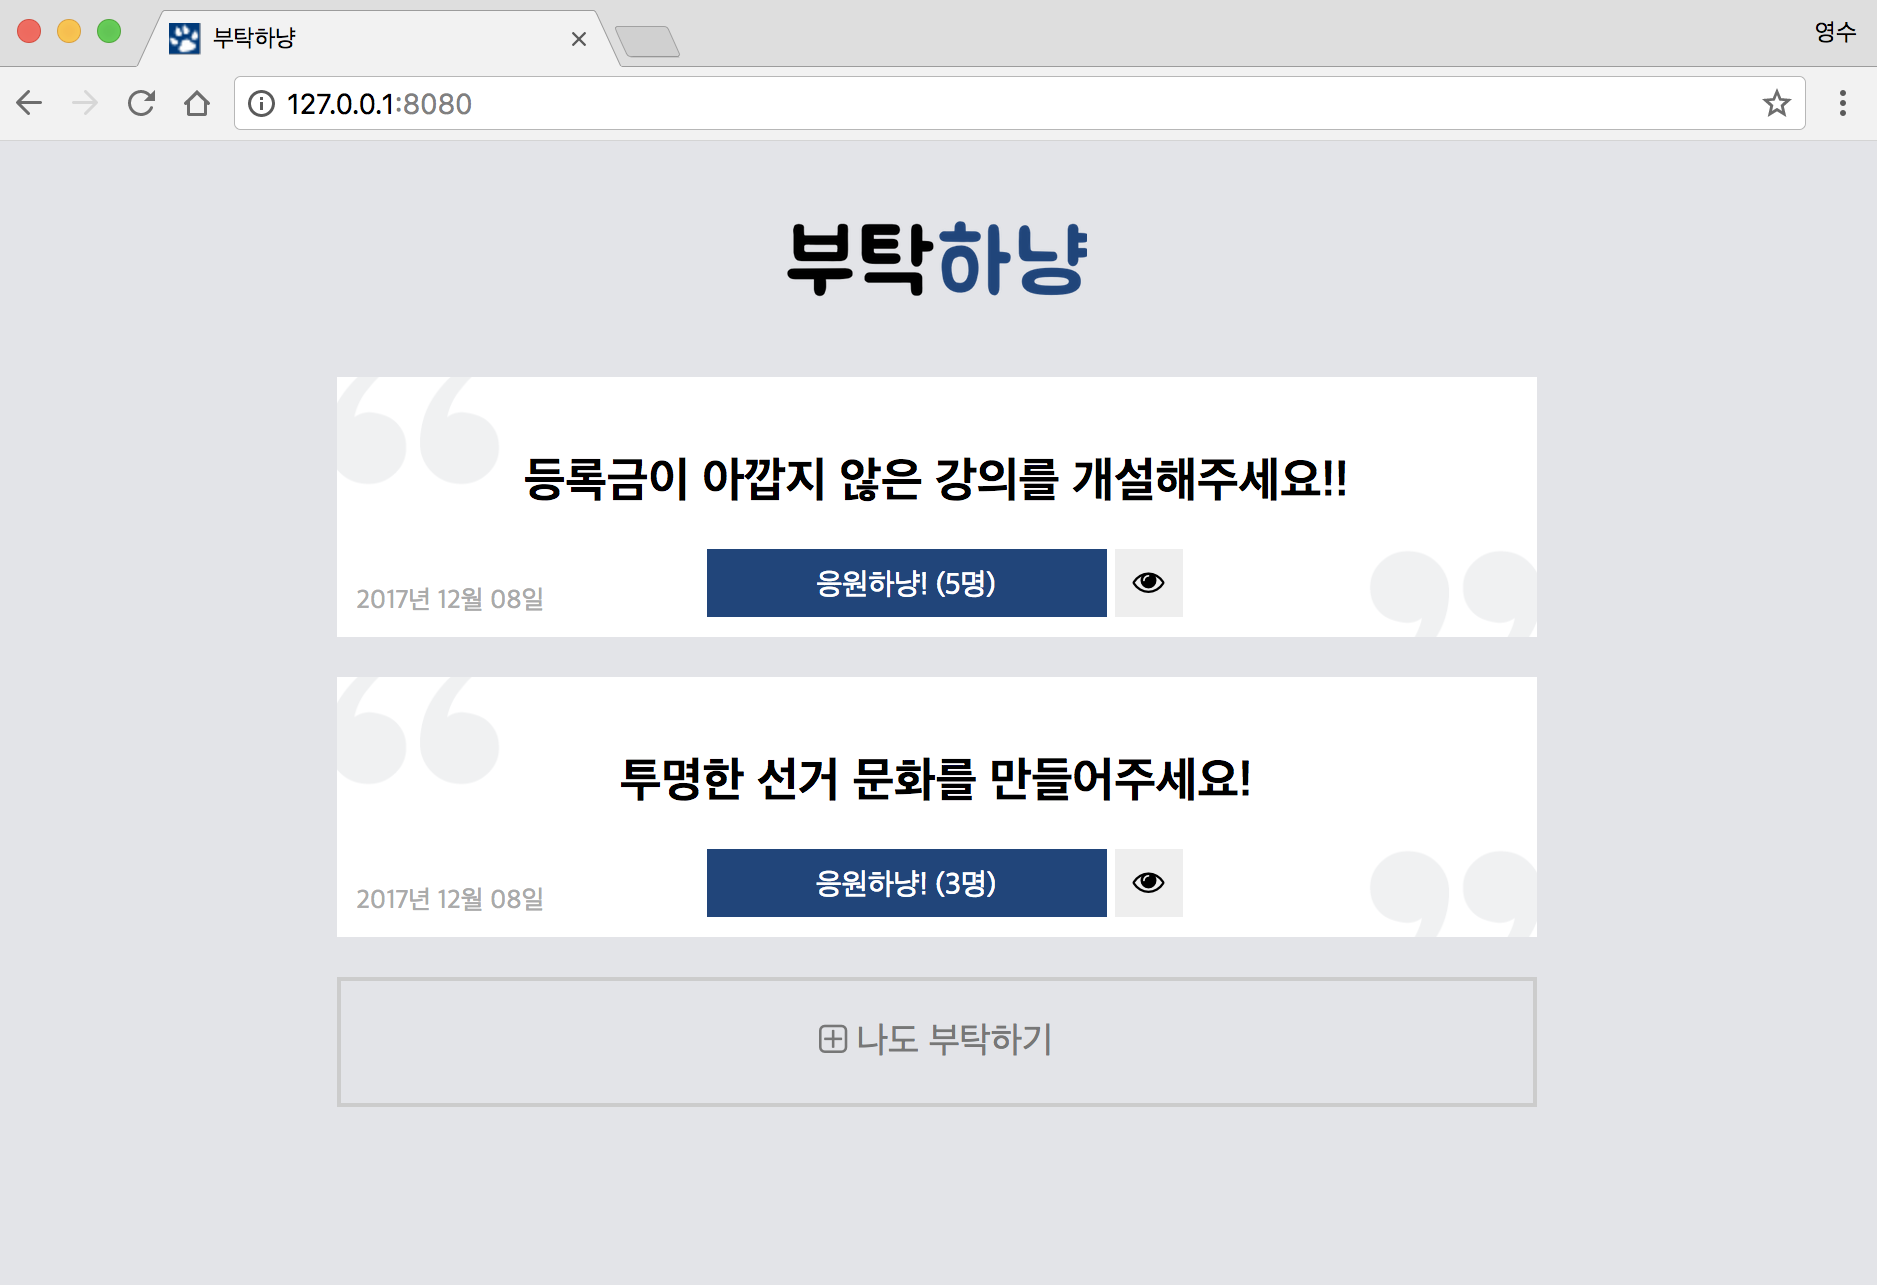 부탁하냥
영수
127.0.0.1:8080
부탁하냥
등록금이 아깝지 않은 강의를 개설해주세요!!
응원하냥! (5명)
2017년 12월 08일
투명한 선거 문화를 만들어주세요!
응원하냥! (3명)
2017년 12월 08일
나도 부탁하기